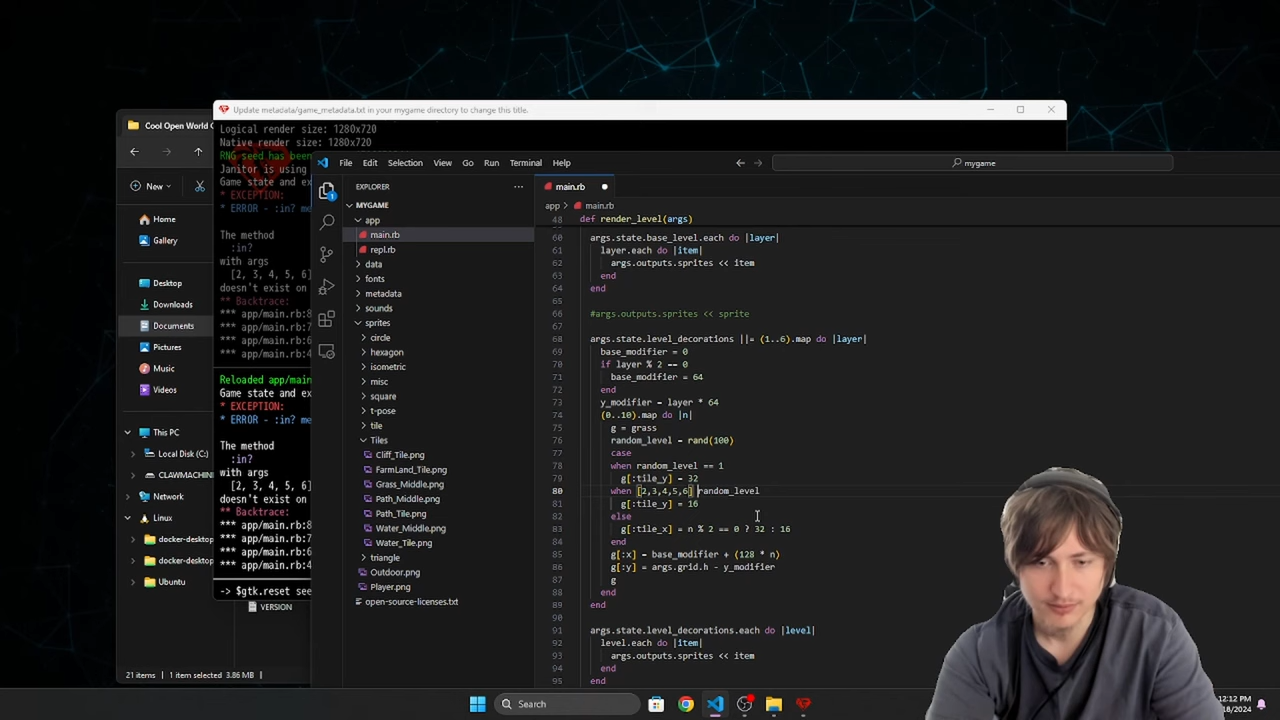 Cool Open World G
Update metadata/game_metadata.txt in your mygame directory to change this title.
Logical render size: 1280x720
Native render size: 1280x720
RNG seed has been
Janitor is using
Game state and ex
* EXCEPTION:
* ERROR - :in? me
The method
:in?
with args
[2, 3, 4, 5, 6]
doesn't exist on
** Backtrace:
*** app/main.rb:8
*** app/main.rb:7
*** app/main.rb:6
*** app/main.rb:4
Reloaded app/main
Game state and ex
* EXCEPTION:
* ERROR - :in? me
The method
:in?
with args
[2, 3, 4, 5, 6]
doesn't exist on
** Backtrace:
*** app/main.rb:8
*** app/main.rb:7
*** app/main.rb:6
*** app/main.rb:4
-> $gtk.reset see
VERSION
New
Home
Gallery
Desktop
Downloads
Documents
Pictures
Music
Videos
This PC
Local Disk (C:)
CLAWMACHIN
Network
Linux
docker-desktop
docker-desktop
Ubuntu
21 items
1 item selected 3.86 MB
File Edit Selection View Go Run Terminal Help
mygame
EXPLORER
MYGAME
app
main.rb
repl.rb
data
fonts
metadata
sounds
sprites
circle
hexagon
isometric
misc
square
t-pose
tile
Tiles
Cliff_Tile.png
FarmLand_Tile.png
Grass_Middle.png
Path_Middle.png
Path_Tile.png
Water_Middle.png
Water_Tile.png
triangle
Outdoor.png
Player.png
open-source-licenses.txt
main.rb
app > main.rb
48 def render_level(args)
60 args.state.base_level.each do |layer|
61 layer.each do |item|
62 args.outputs.sprites << item
63 end
64 end
65
66 #args.outputs.sprites << sprite
67
68 args.state.level_decorations ||= (1..6).map do |layer|
69 base_modifier = 0
70 if layer % 2 == 0
71 base_modifier = 64
72 end
73 y_modifier = layer * 64
74 (0..10).map do |n|
75 g = grass
76 random_level = rand(100)
77 case
78 when random_level == 1
79 g[:tile_y] = 32
80 when [2,3,4,5,6] random_level
81 g[:tile_y] = 16
82 else
83 g[:tile_x] = n % 2 == 0 ? 32 : 16
84 end
85 g[:x] = base_modifier + (128 * n)
86 g[:y] = args.grid.h - y_modifier
87 g
88 end
89 end
90
91 args.state.level_decorations.each do |level|
92 level.each do |item|
93 args.outputs.sprites << item
94 end
95 end
Search
12:12 PM
18/2024